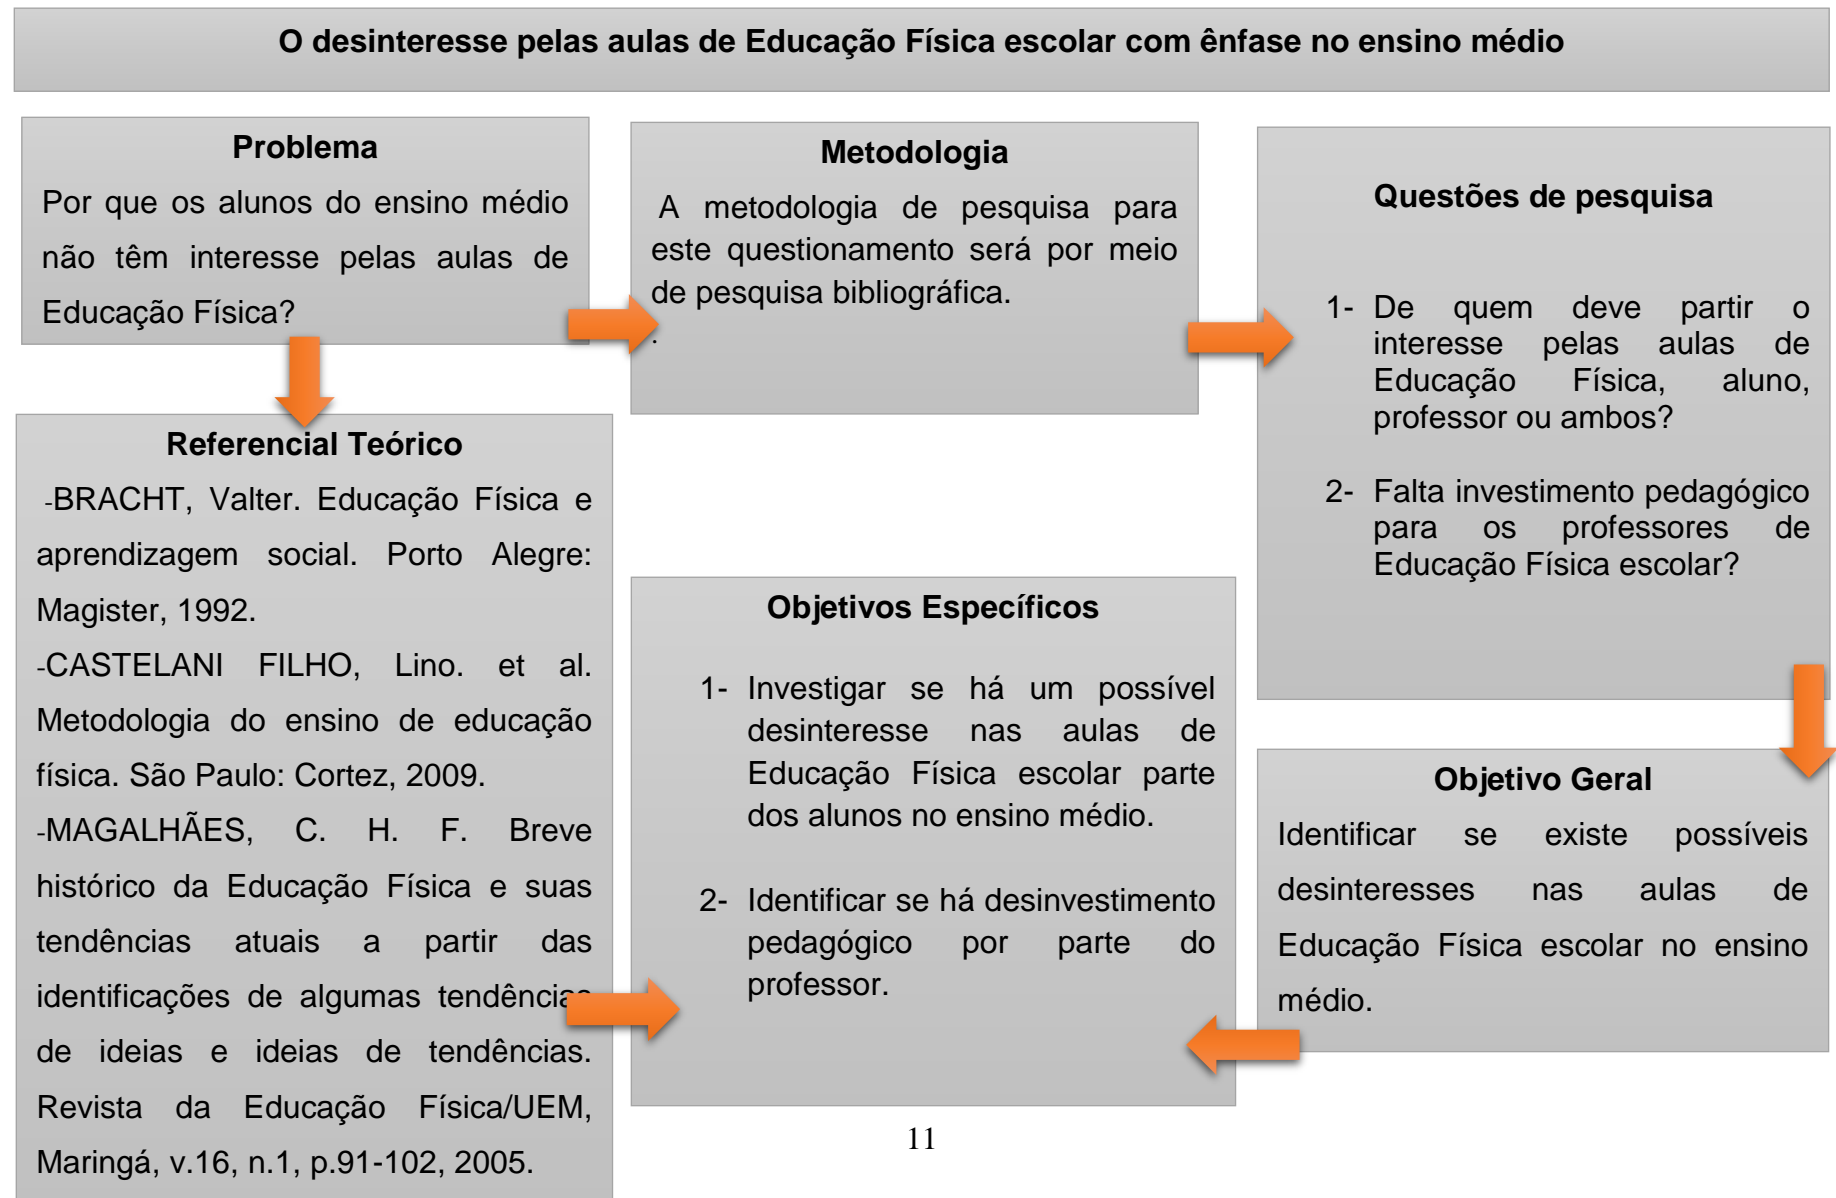 O desinteresse pelas aulas de Educação Física escolar com ênfase no ensino médio
Problema
Por que os alunos do ensino médio
não têm interesse pelas aulas de
Educação Física?
Metodologia
A metodologia de pesquisa para
este questionamento será por meio
de pesquisa bibliográfica.
.
Questões de pesquisa
1- De quem deve partir o
interesse pelas aulas de
Educação Física, aluno,
professor ou ambos?
2- Falta investimento pedagógico
para os professores de
Educação Física escolar?
Referencial Teórico
-BRACHT, Valter. Educação Física e
aprendizagem social. Porto Alegre:
Magister, 1992.
-CASTELANI FILHO, Lino. et al.
Metodologia do ensino de educação
física. São Paulo: Cortez, 2009.
-MAGALHÃES, C. H. F. Breve
histórico da Educação Física e suas
tendências atuais a partir das
identificações de algumas tendências
de ideias e ideias de tendências.
Revista da Educação Física/UEM,
Maringá, v.16, n.1, p.91-102, 2005.
Objetivos Específicos
1- Investigar se há um possível
desinteresse nas aulas de
Educação Física escolar parte
dos alunos no ensino médio.
2- Identificar se há desinvestimento
pedagógico por parte do
professor.
Objetivo Geral
Identificar se existe possíveis
desinteresses nas aulas de
Educação Física escolar no ensino
médio.
11